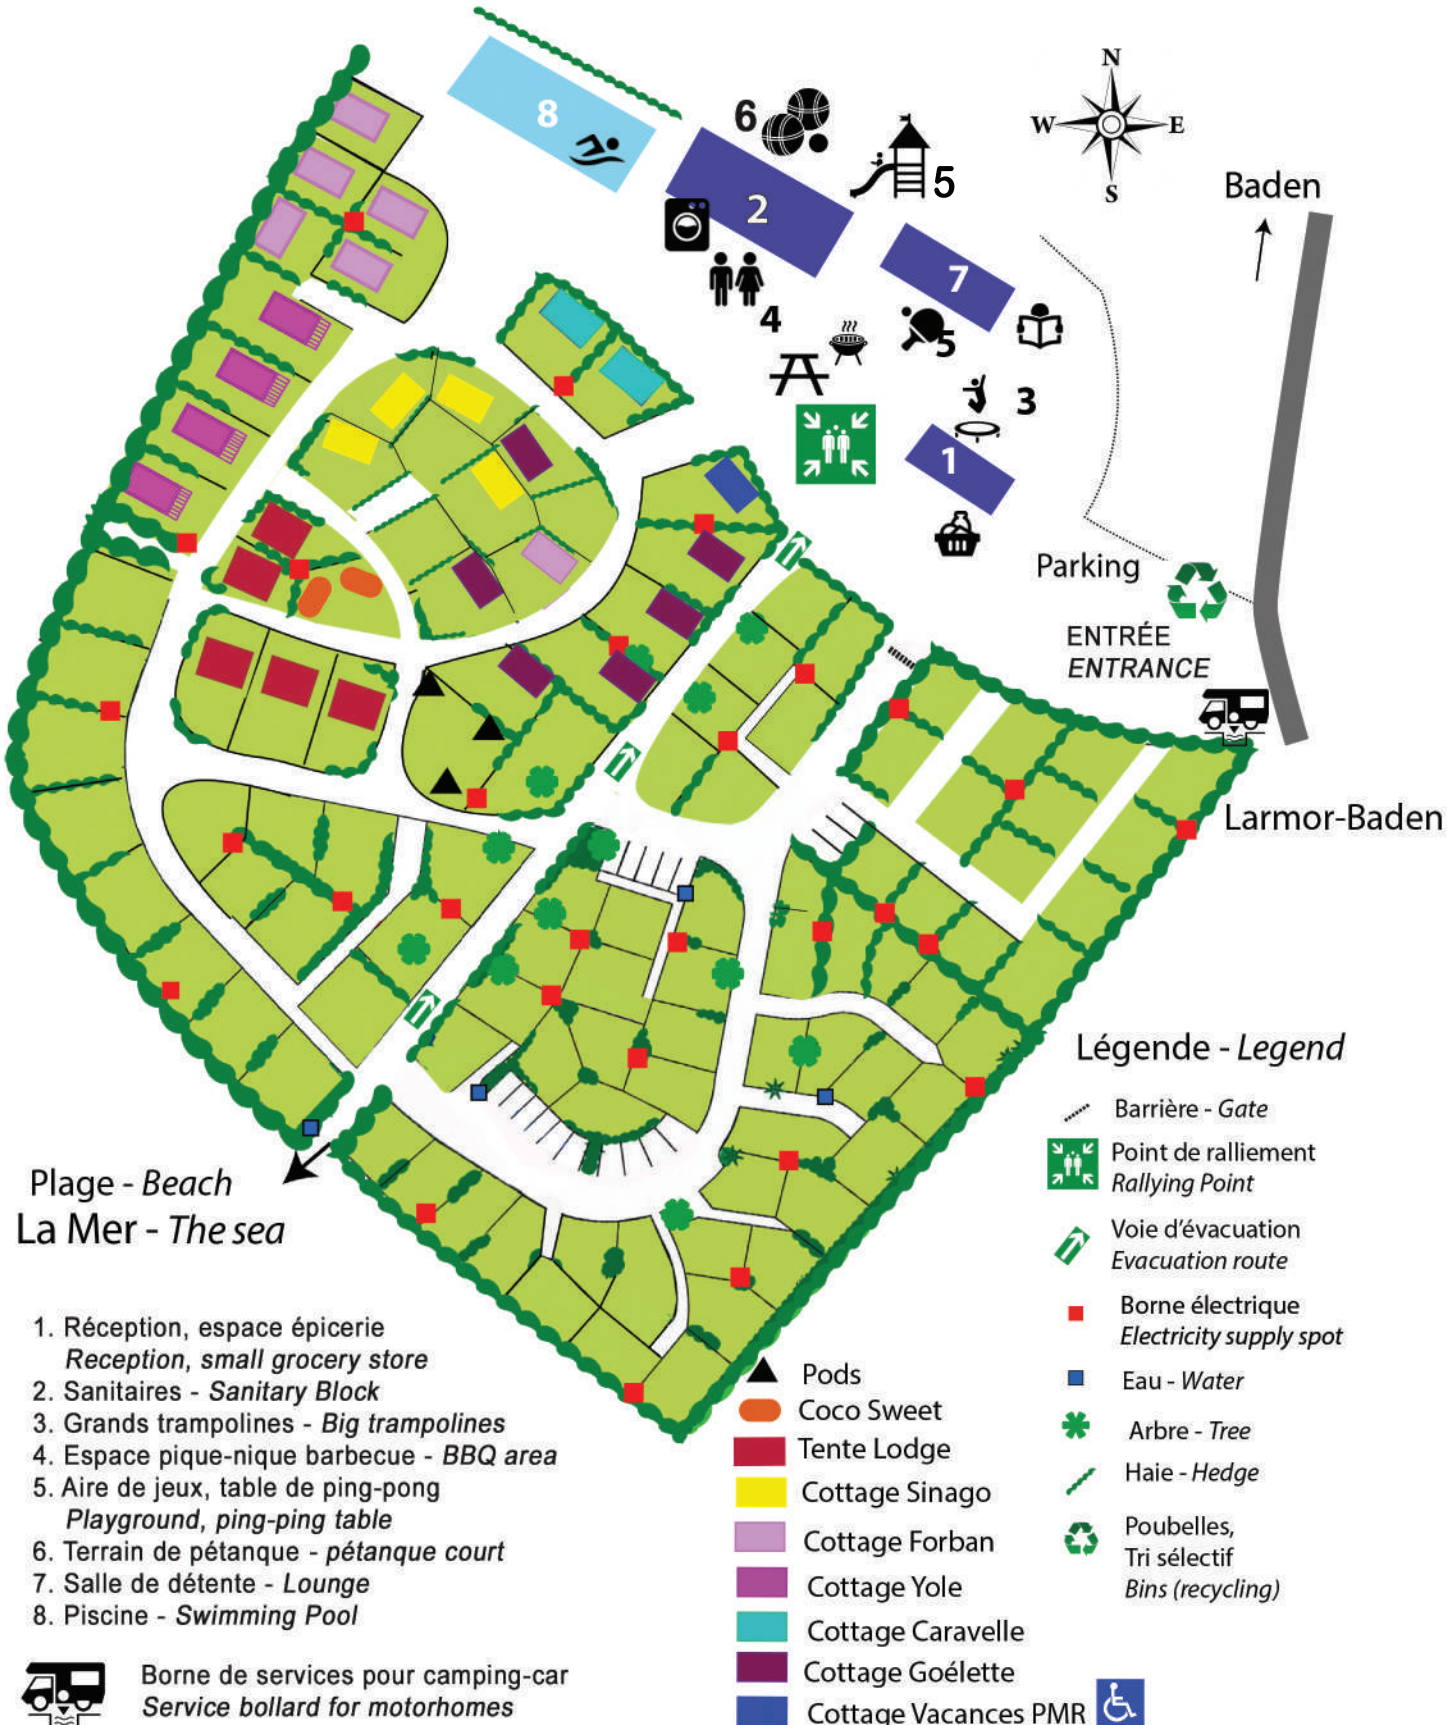 N
W E
S
8
6
5
2
7
4
5
3
1
Baden
Parking
ENTRÉE
ENTRANCE
Larmor-Baden
Plage - Beach
La Mer - The sea
1. Réception, espace épicerie
Reception, small grocery store
2. Sanitaires - Sanitary Block
3. Grands trampolines - Big trampolines
4. Espace pique-nique barbecue - BBQ area
5. Aire de jeux, table de ping-pong
Playground, ping-ping table
6. Terrain de pétanque - pétanque court
7. Salle de détente - Lounge
8. Piscine - Swimming Pool
Borne de services pour camping-car
Service bollard for motorhomes
Pods
Coco Sweet
Tente Lodge
Cottage Sinago
Cottage Forban
Cottage Yole
Cottage Caravelle
Cottage Goélette
Cottage Vacances PMR
Légende - Legend
Barrière - Gate
Point de ralliement
Rallying Point
Voie d'évacuation
Evacuation route
Borne électrique
Electricity supply spot
Eau - Water
Arbre - Tree
Haie - Hedge
Poubelles,
Tri sélectif
Bins (recycling)